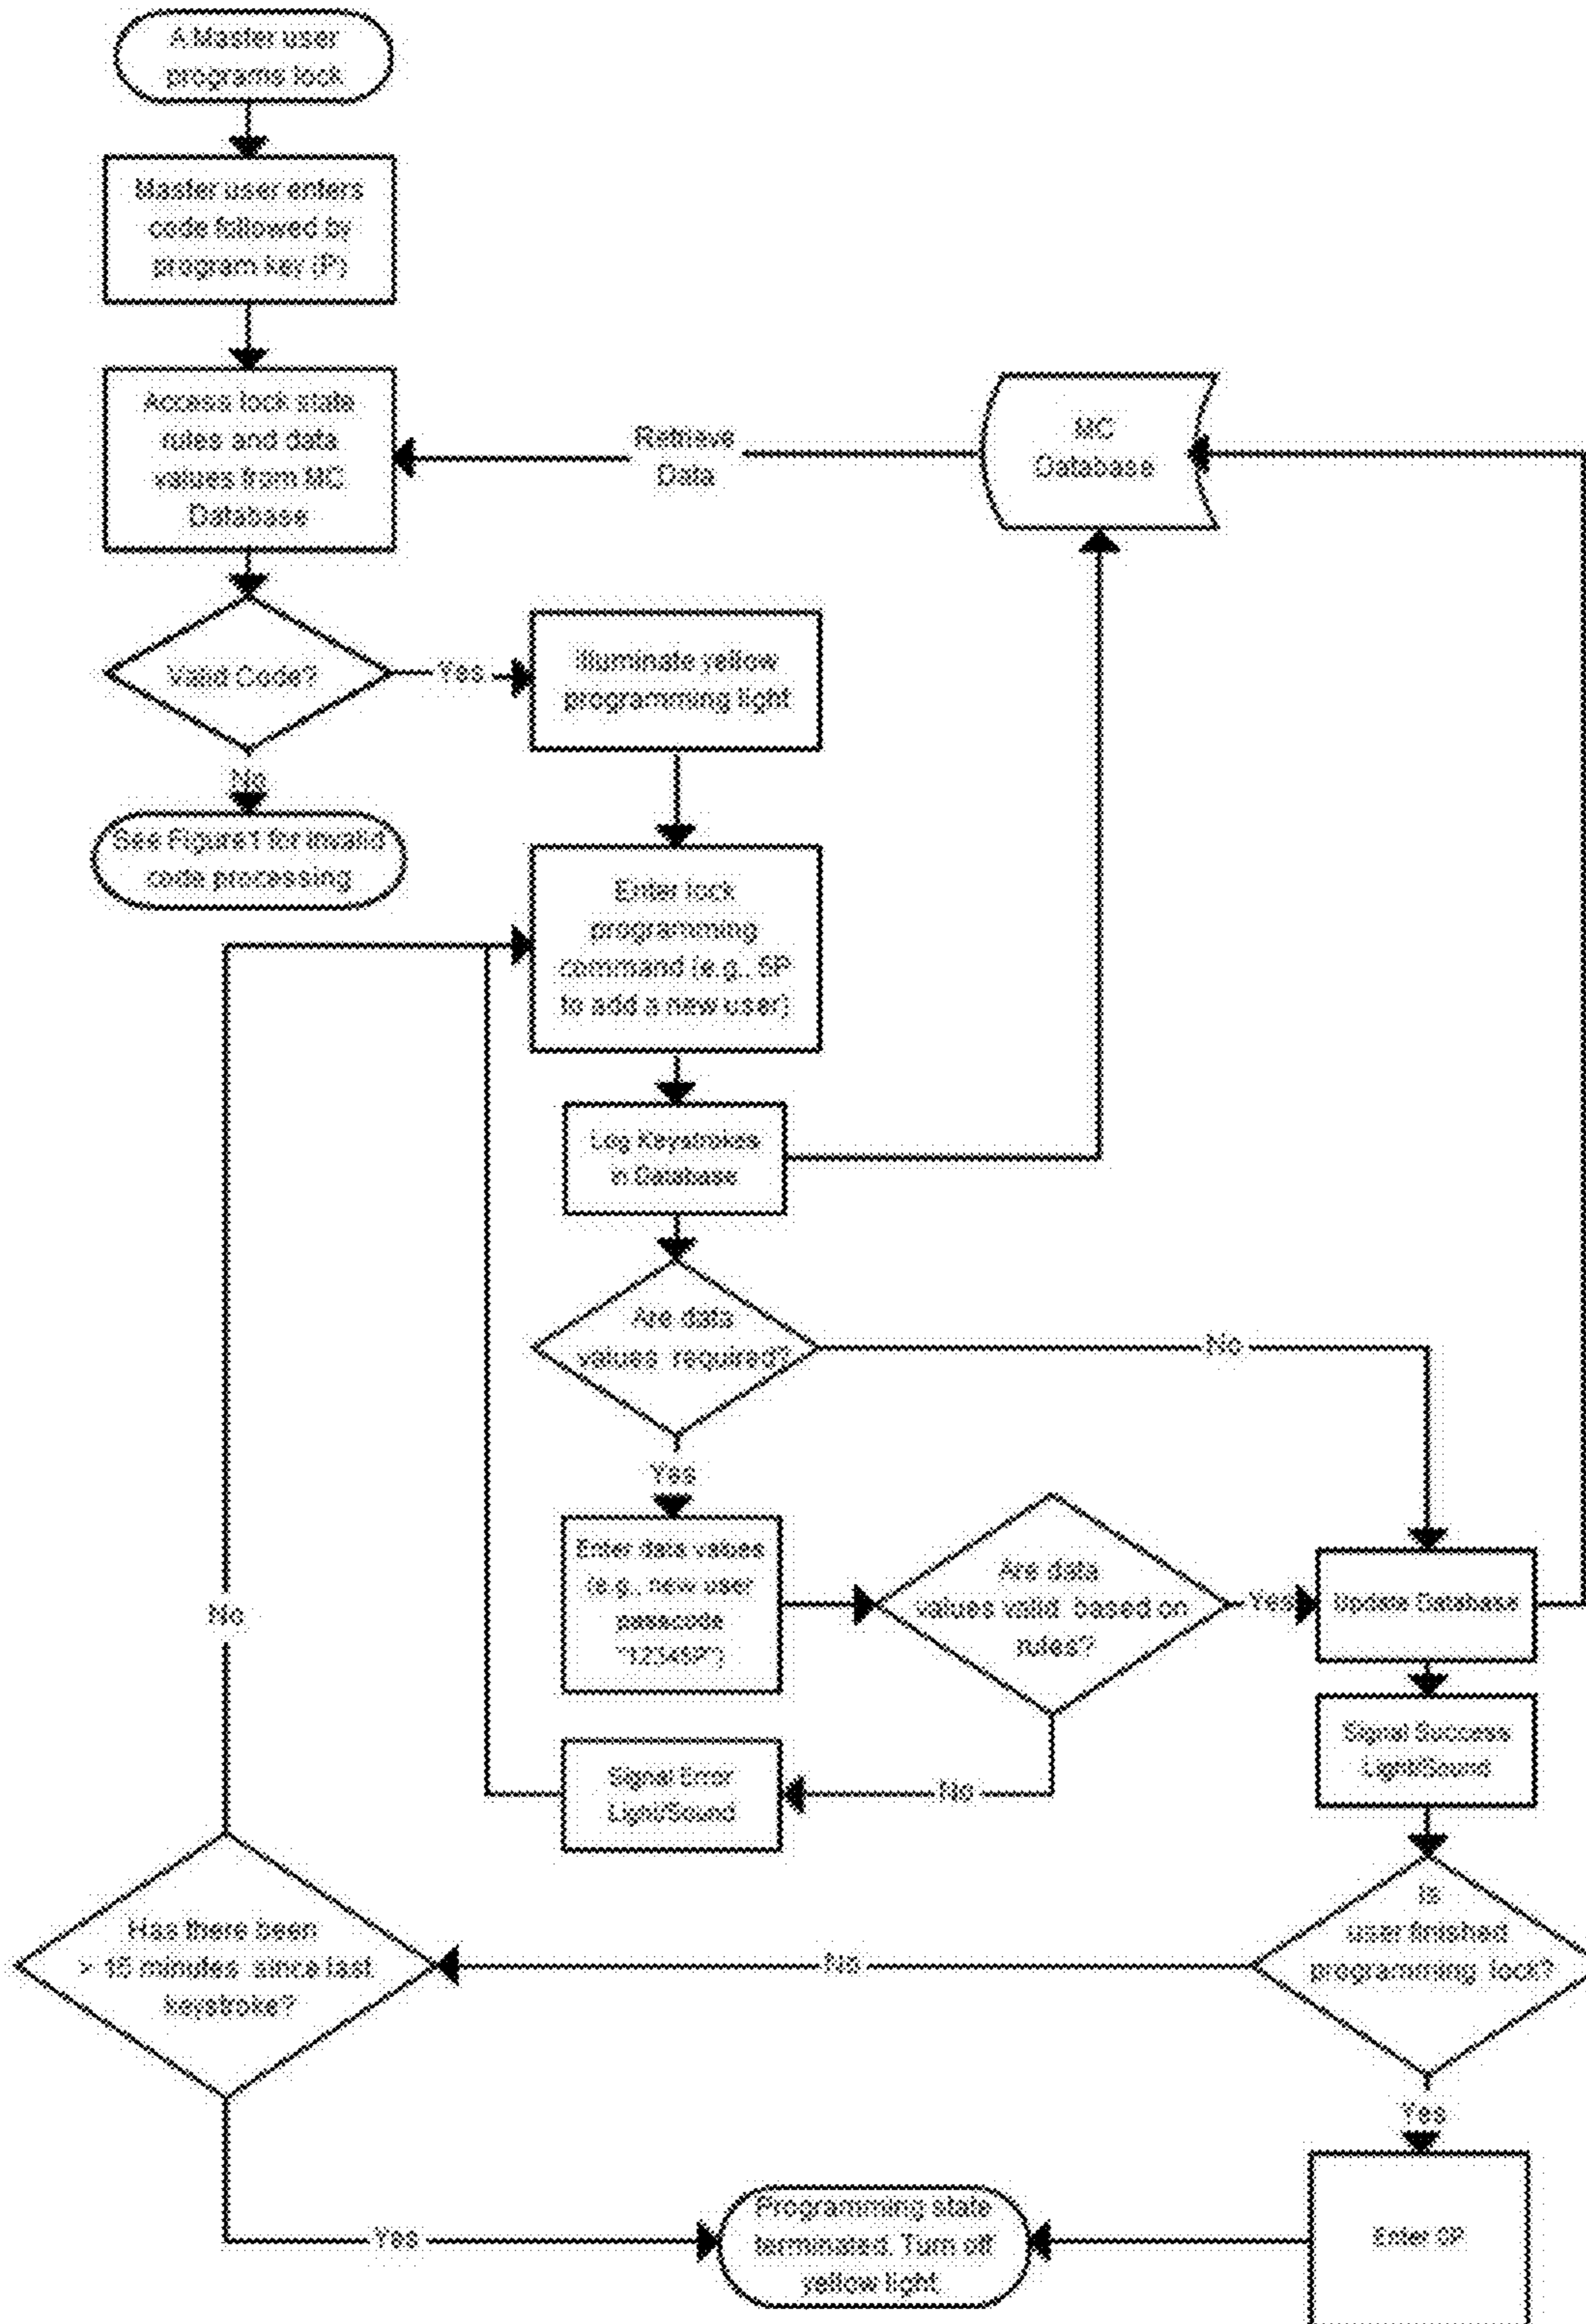 A Master user
programs lock
Master user enters
code followed by
program key (P)
Access lock state
rules and data
values from MC
Database
Retrieve
Data
MC
Database
Valid Code?
Yes
Illuminate yellow
programming light
No
See Figure1 for invalid
code processing
Enter lock
programming
command (e.g., 5P
to add a new user)
Log Keystrokes
in Database
Are data
values required?
No
Yes
Enter data values
(e.g., new user
passcode
"12345P")
Are data
values valid based on
rules?
Yes
Update Database
No
Signal Error
Light/Sound
No
Signal Success
Light/Sound
Has there been
> 15 minutes since last
keystroke?
No
Is
user finished
programming lock?
Yes
Yes
Programming state
terminated. Turn off
yellow light.
Enter 0P